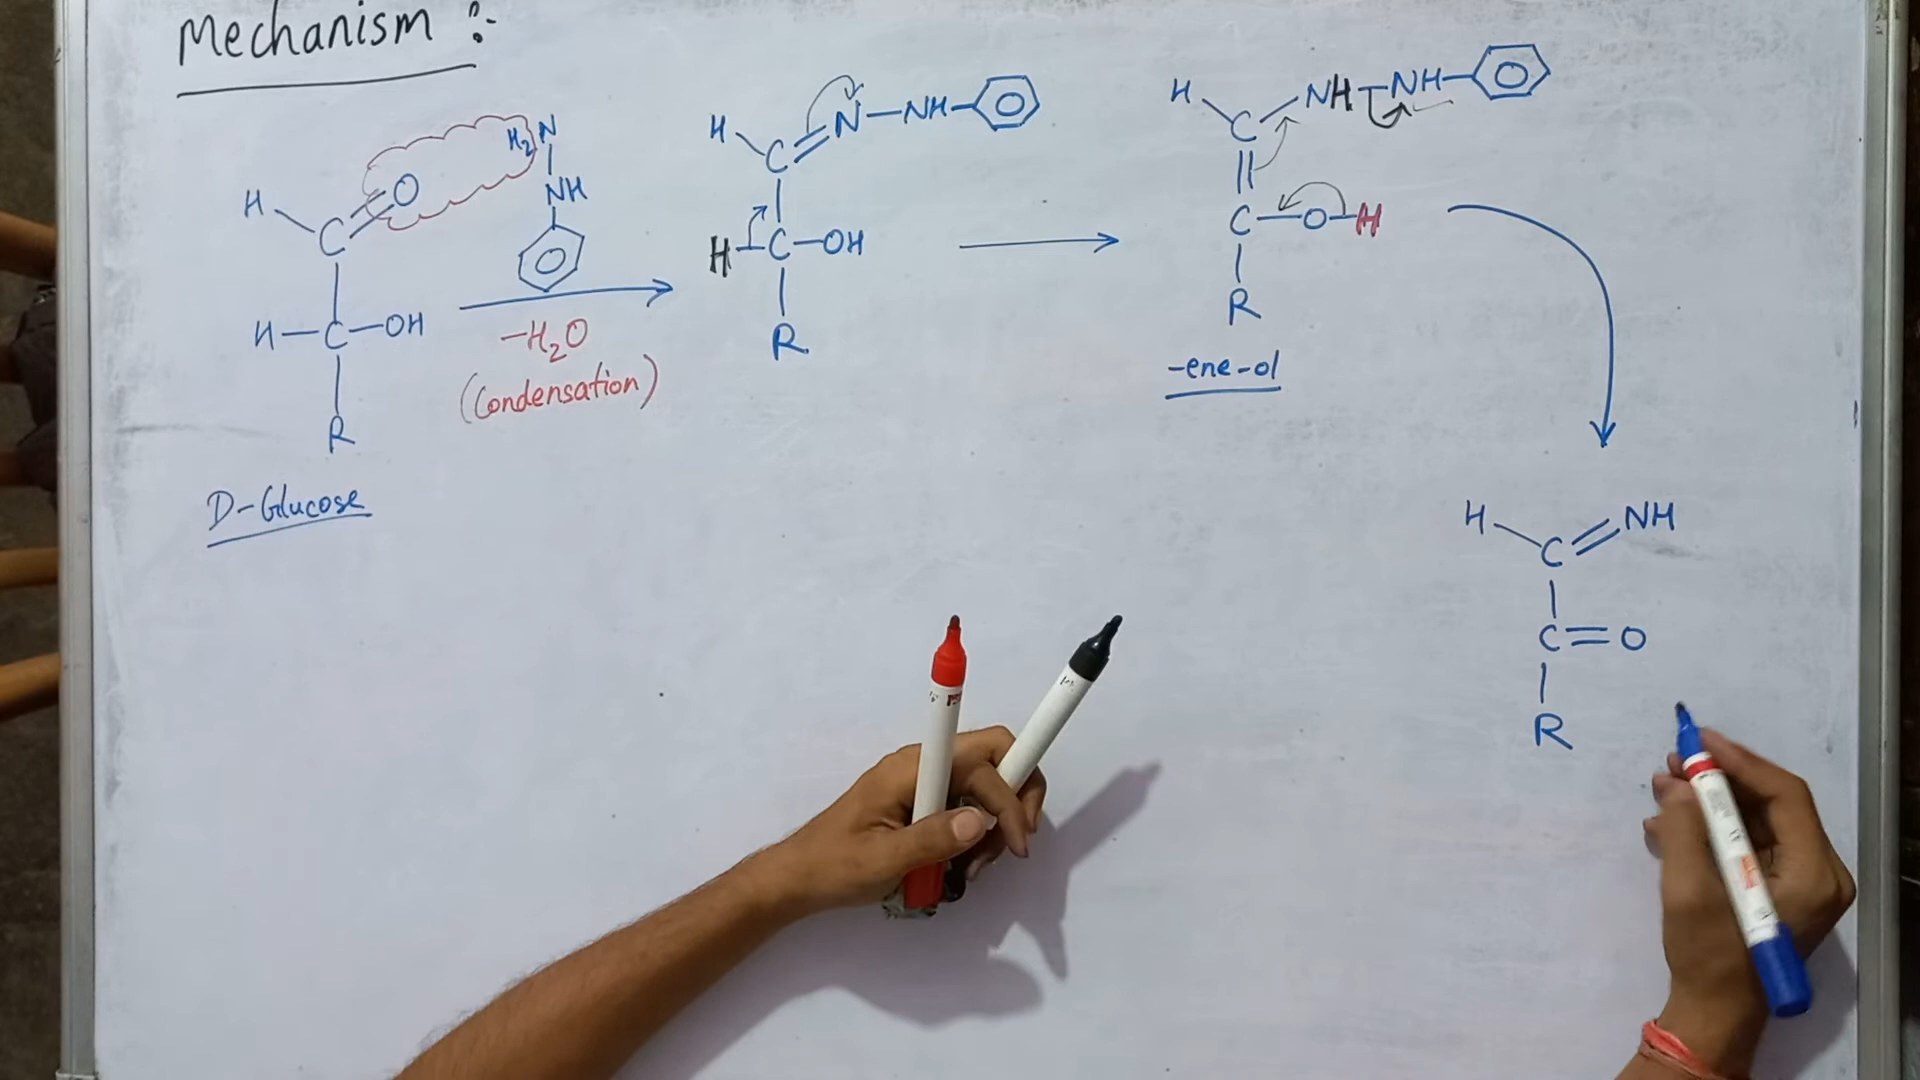 Mechanism :-
H
C=O
H-C-OH
R
D-Glucose
H2N
NH
-H2O
(Condensation)
H
C=N-NH
H-C-OH
R
H
C-NH-NH
C-O-H
R
-ene-ol
H
C=NH
C=O
R